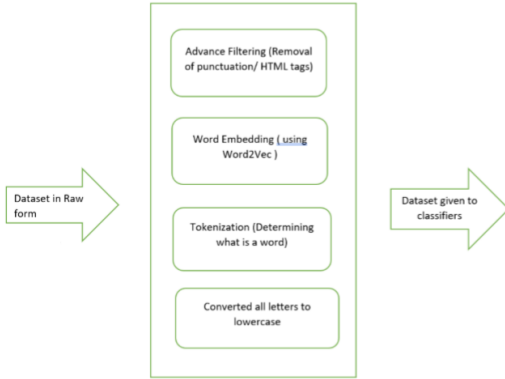 Dataset in Raw
form
Advance Filtering (Removal
of punctuation/ HTML tags)
Word Embedding ( using
Word2Vec )
Tokenization (Determining
what is a word)
Converted all letters to
lowercase
Dataset given to
classifiers